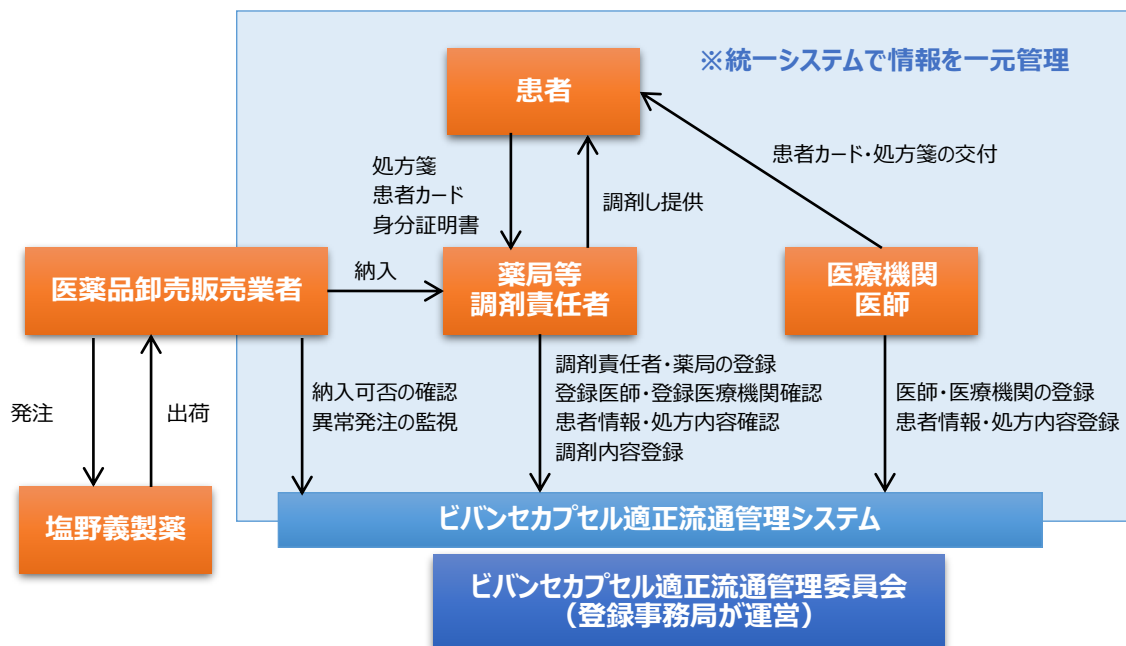 ※統一システムで情報を一元管理
患者
患者カード・処方箋の交付
処方箋
患者カード
身分証明書
調剤し提供
医薬品卸売販売業者
納入
薬局等
調剤責任者
医療機関
医師
発注
出荷
納入可否の確認
異常発注の監視
調剤責任者・薬局の登録
登録医師・登録医療機関確認
患者情報・処方内容確認
調剤内容登録
医師・医療機関の登録
患者情報・処方内容登録
塩野義製薬
ビバンセカプセル適正流通管理システム
ビバンセカプセル適正流通管理委員会
（登録事務局が運営）